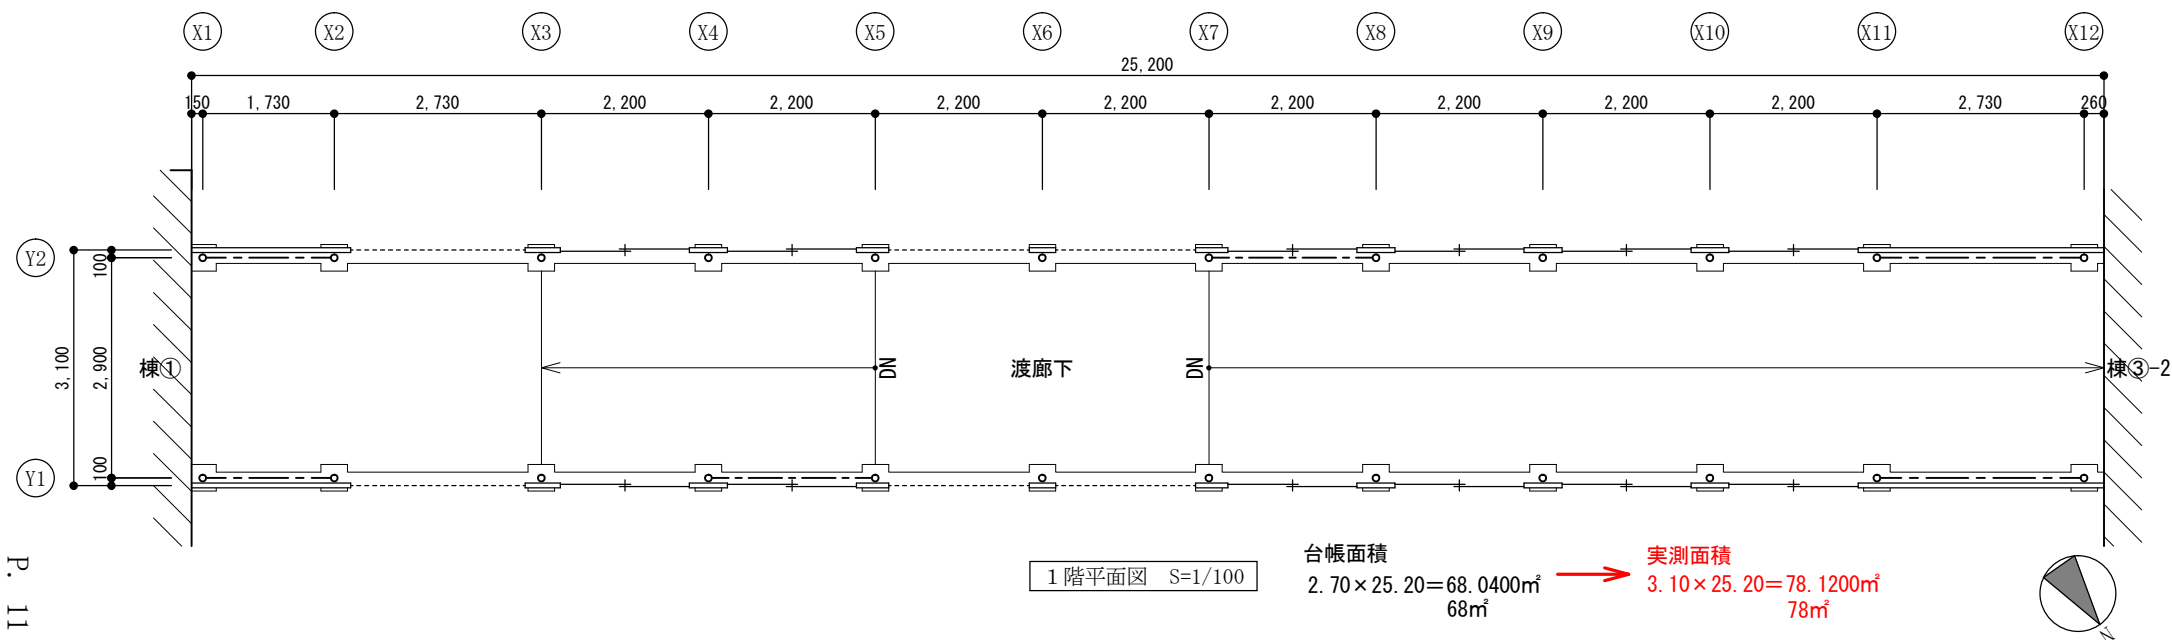 X1 X2 X3 X4 X5 X6 X7 X8 X9 X10 X11 X12
25,200
150 1,730 2,730 2,200 2,200 2,200 2,200 2,200 2,200 2,200 2,200 2,730 260
Y2
100
3,100
2,900
100
Y1
棟①
DN
渡廊下
DN
棟③-2
1階平面図 S=1/100
台帳面積
2.70×25.20=68.0400㎡
68㎡
実測面積
3.10×25.20=78.1200㎡
78㎡
N
P. 11